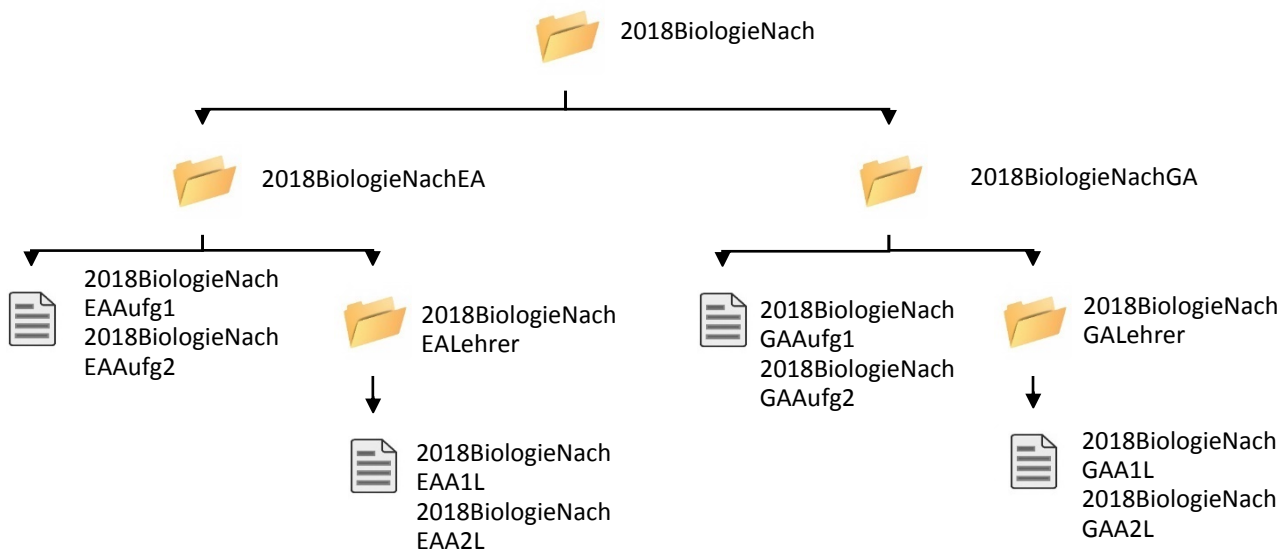 2018BiologieNach
2018BiologieNachEA
2018BiologieNachGA
2018BiologieNach
EAAufg1
2018BiologieNach
EAAufg2
2018BiologieNach
EALehrer
2018BiologieNach
GAAufg1
2018BiologieNach
GAAufg2
2018BiologieNach
GALehrer
2018BiologieNach
EAA1L
2018BiologieNach
EAA2L
2018BiologieNach
GAA1L
2018BiologieNach
GAA2L